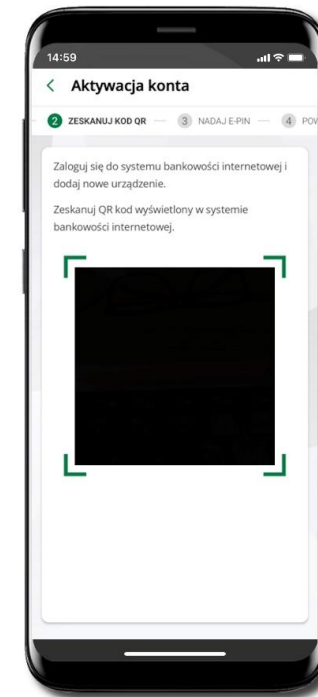 14:59
Aktywacja konta
2 ZESKANUJ KOD QR 3 NADAJ E-PIN 4 POW
Zaloguj się do systemu bankowości internetowej i
dodaj nowe urządzenie.
Zeskanuj QR kod wyświetlony w systemie
bankowości internetowej.